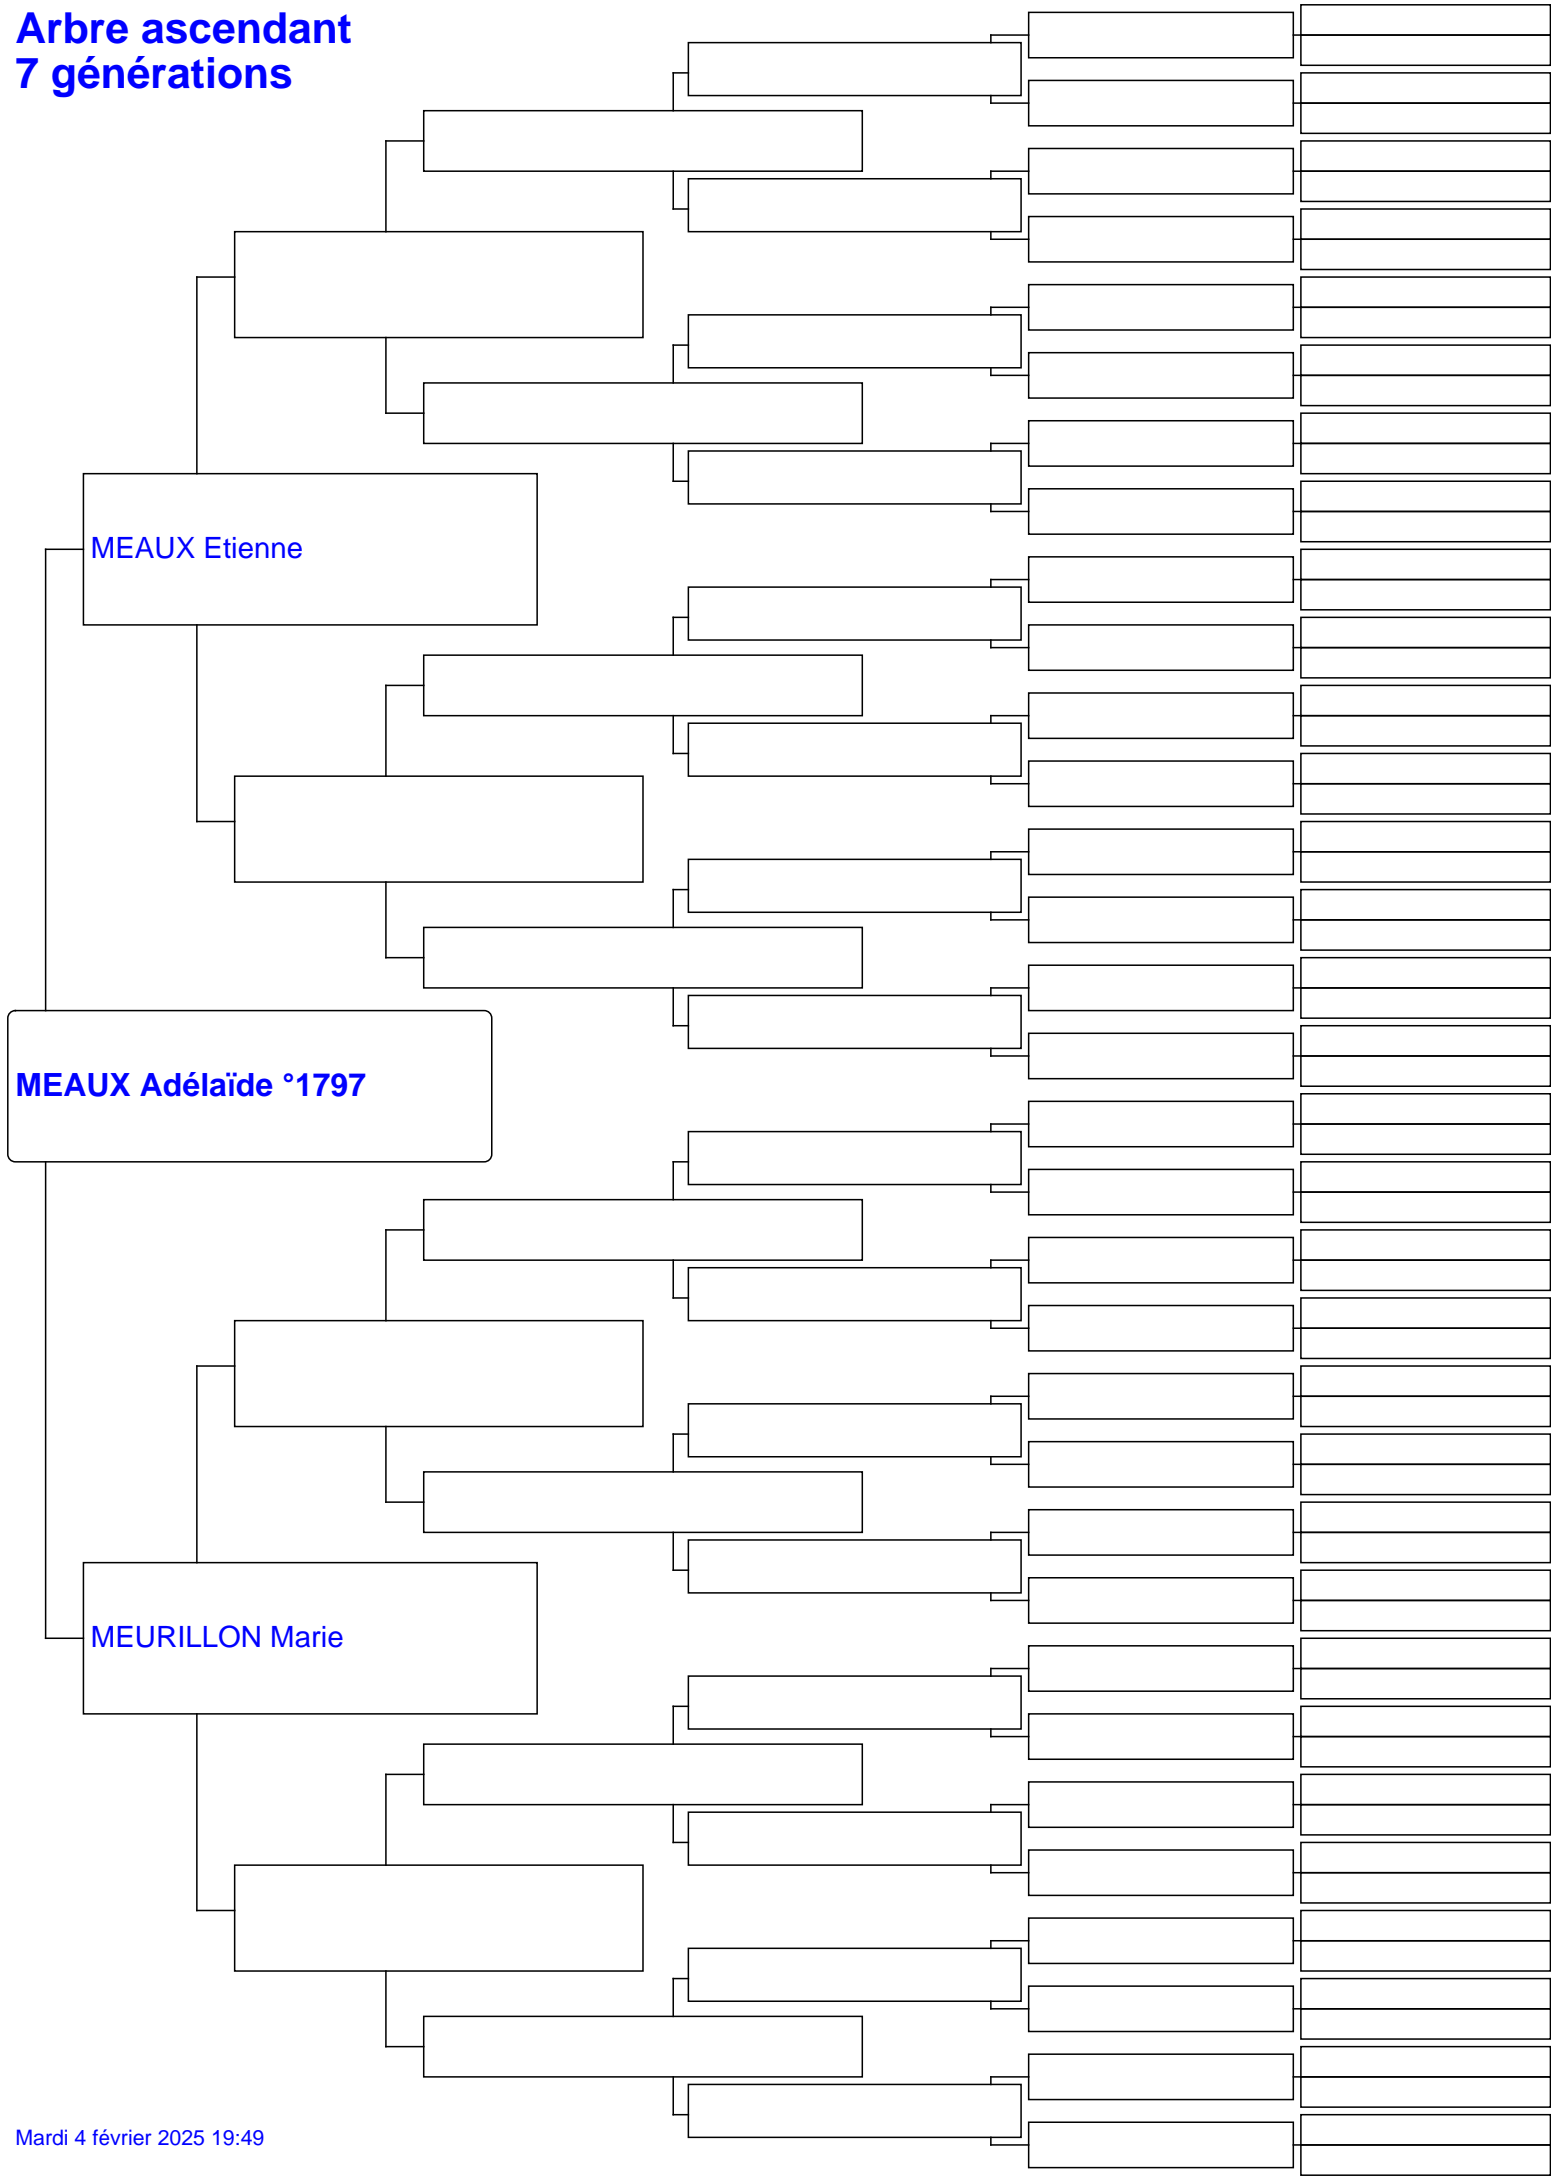 Arbre ascendant
7 générations
MEAUX Etienne
MEAUX Adélaïde °1797
MEURILLON Marie
Mardi 4 février 2025 19:49